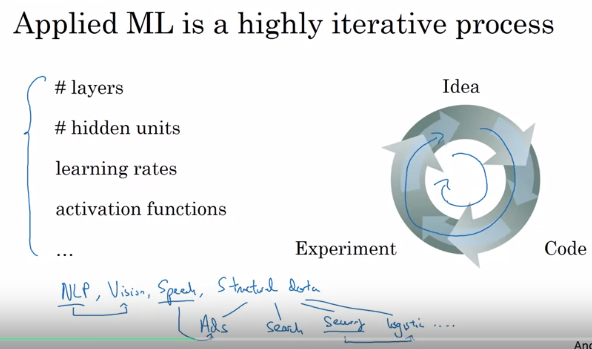 Applied ML is a highly iterative process
# layers
# hidden units
learning rates
activation functions
...
Idea
Experiment
Code
NLP, Vision, Speech, Structural data
Ads Search Security logistic ....